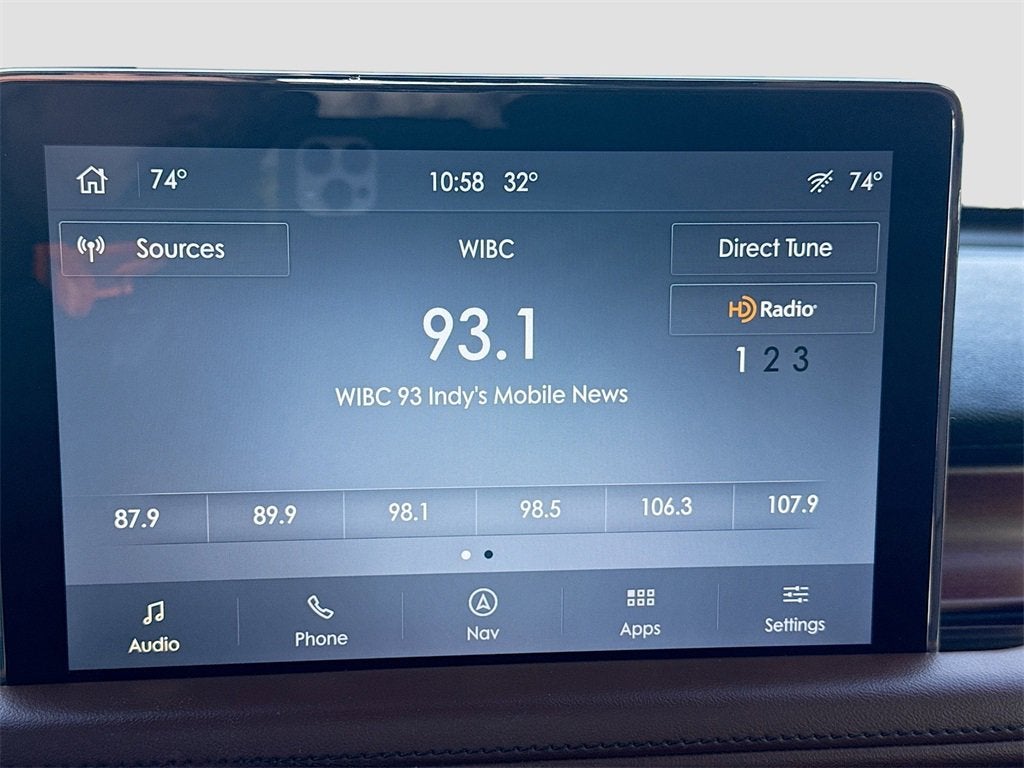 74° 10:58 32° 74°
Sources WIBC Direct Tune
HD Radio®
93.1
1 2 3
WIBC 93 Indy's Mobile News
87.9 89.9 98.1 98.5 106.3 107.9
Audio Phone Nav Apps Settings